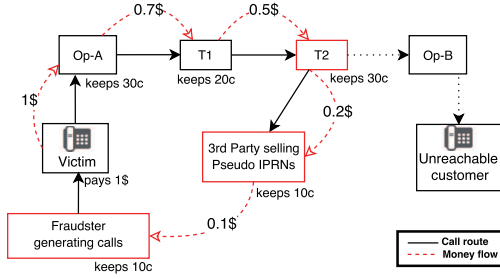 0.7$
0.5$
Op-A
T1
T2
Op-B
keeps 30c
keeps 20c
keeps 30c
1$
0.2$
Victim
pays 1$
3rd Party selling
Pseudo IPRNs
keeps 10c
Unreachable
customer
0.1$
Fraudster
generating calls
keeps 10c
Call route
Money flow